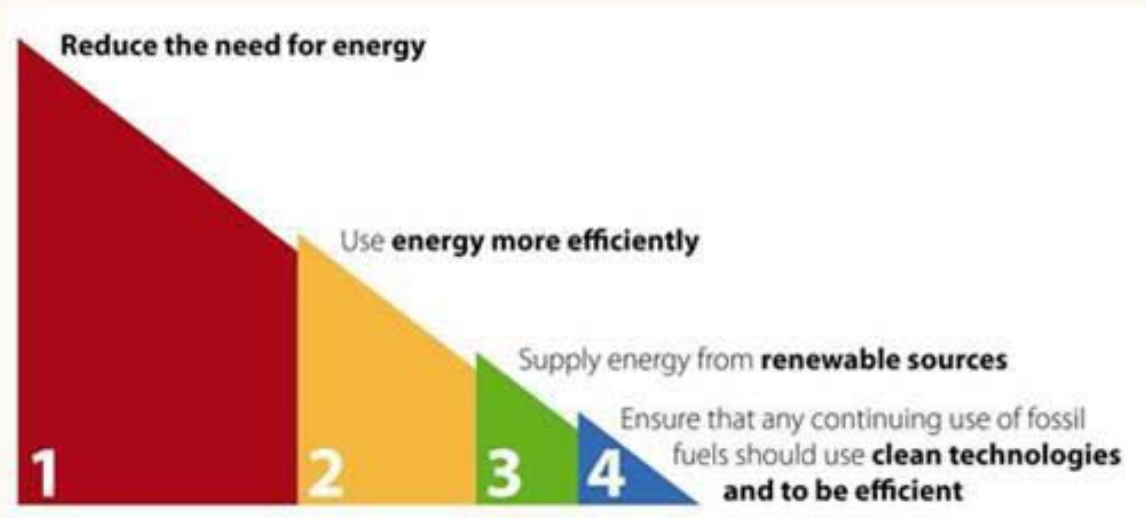 Reduce the need for energy
Use energy more efficiently
Supply energy from renewable sources
Ensure that any continuing use of fossil
fuels should use clean technologies
and to be efficient
1
2
3
4